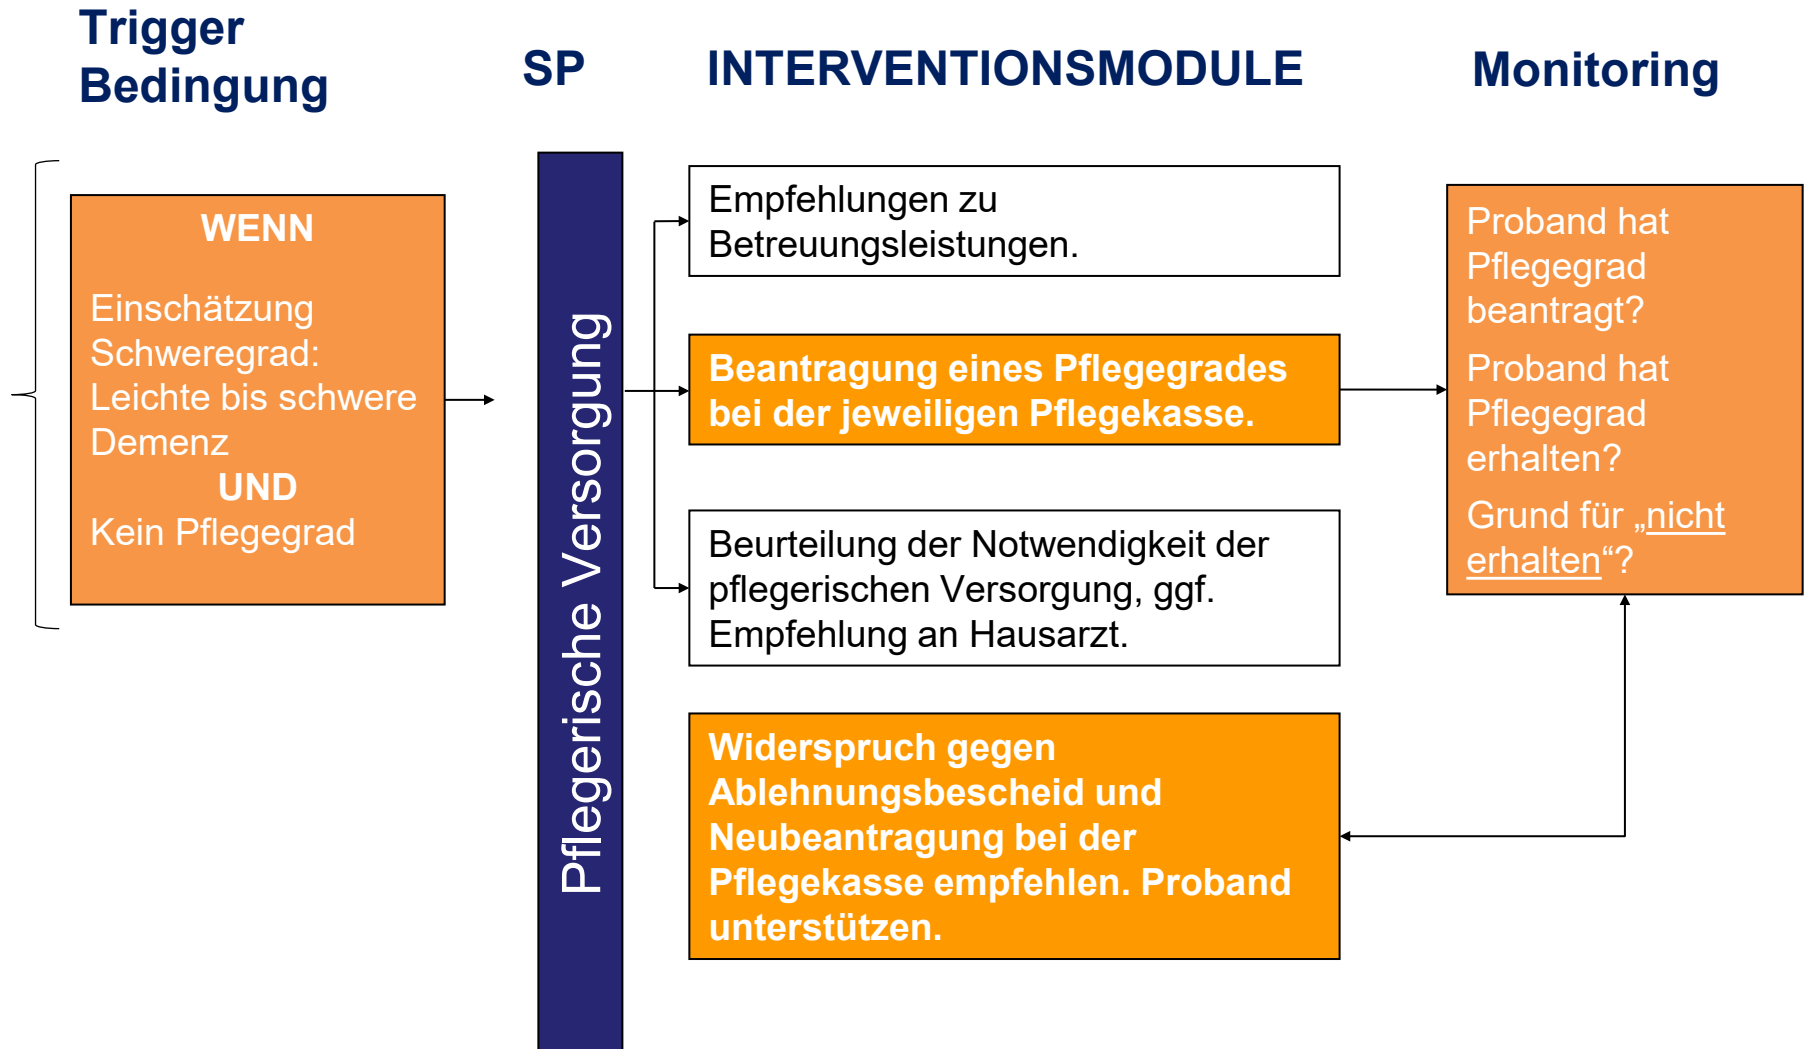 Trigger
Bedingung
SP
INTERVENTIONSMODULE
Monitoring
WENN
Einschätzung
Schweregrad:
Leichte bis schwere
Demenz
UND
Kein Pflegegrad
Pflegerische Versorgung
Empfehlungen zu
Betreuungsleistungen.
Beantragung eines Pflegegrades
bei der jeweiligen Pflegekasse.
Beurteilung der Notwendigkeit der
pflegerischen Versorgung, ggf.
Empfehlung an Hausarzt.
Widerspruch gegen
Ablehnungsbescheid und
Neubeantragung bei der
Pflegekasse empfehlen. Proband
unterstützen.
Proband hat
Pflegegrad
beantragt?
Proband hat
Pflegegrad
erhalten?
Grund für „nicht
erhalten“?